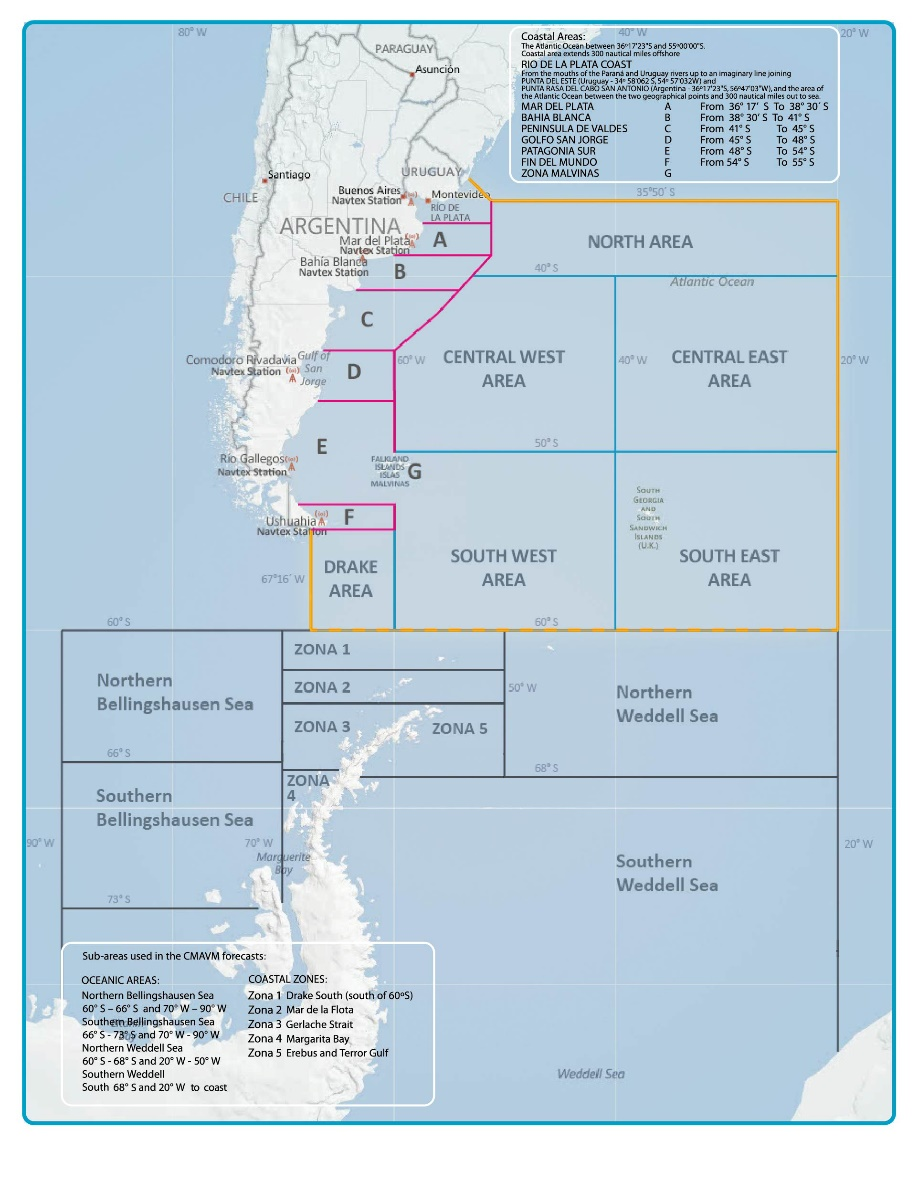 80° W
40° W
20° W
Coastal Areas:
The Atlantic Ocean between 36º17'23"S and 55º00'00"S.
Coastal area extends 300 nautical miles offshore
RIO DE LA PLATA COAST
From the mouths of the Paraná and Uruguay rivers up to an imaginary line joining
PUNTA DEL ESTE (Uruguay - 34º 58'062 S, 54º 57'032W) and
PUNTA RASA DEL CABO SAN ANTONIO (Argentina - 36º17'23"S, 56º47'03"W), and the area of
the Atlantic Ocean between the two geographical points and 300 nautical miles out to sea.
MAR DEL PLATA A From 36° 17' S To 38° 30' S
BAHIA BLANCA B From 38° 30' S To 41° S
PENINSULA DE VALDES C From 41° S To 45° S
GOLFO SAN JORGE D From 45° S To 48° S
PATAGONIA SUR E From 48° S To 54° S
FIN DEL MUNDO F From 54° S To 55° S
ZONA MALVINAS G
PARAGUAY
Asunción
URUGUAY
Santiago
CHILE
Buenos Aires
Navtex Station
Montevideo
35°50´ S
RÍO DE
LA PLATA
ARGENTINA
A
NORTH AREA
Mar del Plata
Navtex Station
Bahía Blanca
Navtex Station
B
40° S
Atlantic Ocean
C
Comodoro Rivadavia
Navtex Station
Gulf of
San
Jorge
D
60° W
CENTRAL WEST
AREA
40° W
CENTRAL EAST
AREA
20° W
E
50° S
Río Gallegos
Navtex Station
FALKLAND
ISLANDS
ISLAS
MALVINAS
G
SOUTH
GEORGIA
AND
SOUTH
SANDWICH
ISLANDS
(U.K.)
Ushuahia
Navtex Station
F
67°16´ W
DRAKE
AREA
SOUTH WEST
AREA
SOUTH EAST
AREA
60° S
60° S
ZONA 1
Northern
Bellingshausen Sea
ZONA 2
50° W
Northern
Weddell Sea
ZONA 3
ZONA 5
66° S
68° S
ZONA
4
Southern
Bellingshausen Sea
90° W
70° W
20° W
Marguerite
Bay
Southern
Weddell Sea
73° S
Sub-areas used in the CMAVM forecasts:
OCEANIC AREAS:
Northern Bellingshausen Sea
60° S – 66° S and 70° W – 90° W
Southern Bellingshausen Sea
66° S - 73° S and 70° W - 90° W
Northern Weddell Sea
60° S - 68° S and 20° W - 50° W
Southern Weddell
South 68° S and 20° W to coast
COASTAL ZONES:
Zona 1 Drake South (south of 60ºS)
Zona 2 Mar de la Flota
Zona 3 Gerlache Strait
Zona 4 Margarita Bay
Zona 5 Erebus and Terror Gulf
Weddell Sea